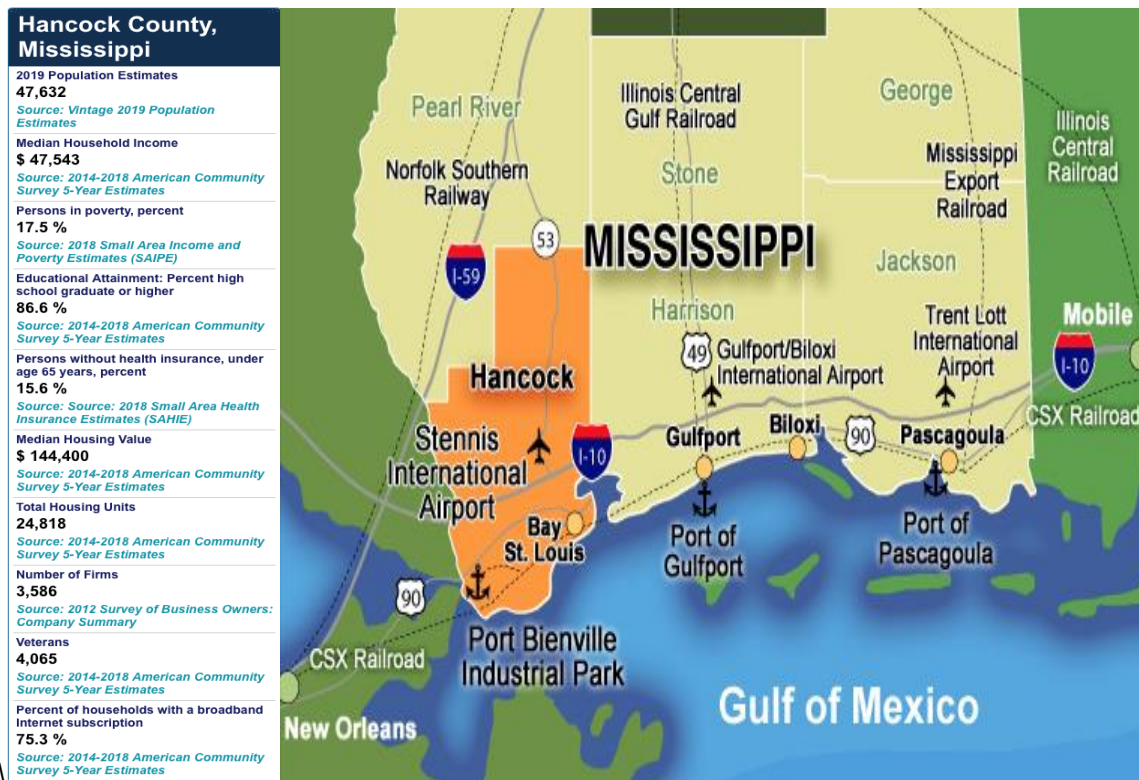 Hancock County,
Mississippi
2019 Population Estimates
47,632
Source: Vintage 2019 Population
Estimates
Median Household Income
$ 47,543
Source: 2014-2018 American Community
Survey 5-Year Estimates
Persons in poverty, percent
17.5 %
Source: 2018 Small Area Income and
Poverty Estimates (SAIPE)
Educational Attainment: Percent high
school graduate or higher
86.6 %
Source: 2014-2018 American Community
Survey 5-Year Estimates
Persons without health insurance, under
age 65 years, percent
15.6 %
Source: Source: 2018 Small Area Health
Insurance Estimates (SAHIE)
Median Housing Value
$ 144,400
Source: 2014-2018 American Community
Survey 5-Year Estimates
Total Housing Units
24,818
Source: 2014-2018 American Community
Survey 5-Year Estimates
Number of Firms
3,586
Source: 2012 Survey of Business Owners:
Company Summary
Veterans
4,065
Source: 2014-2018 American Community
Survey 5-Year Estimates
Percent of households with a broadband
Internet subscription
75.3 %
Source: 2014-2018 American Community
Survey 5-Year Estimates
Pearl River
Illinois Central
Gulf Railroad
George
Illinois
Central
Railroad
Norfolk Southern
Railway
Stone
Mississippi
Export
Railroad
53
MISSISSIPPI
I-59
Jackson
Harrison
Trent Lott
International
Airport
Mobile
49
Gulfport/Biloxi
International Airport
I-10
Hancock
CSX Railroad
Stennis
International
Airport
I-10
Gulfport
Biloxi
90
Pascagoula
Bay
St. Louis
Port of
Gulfport
Port of
Pascagoula
90
Port Bienville
Industrial Park
CSX Railroad
New Orleans
Gulf of Mexico